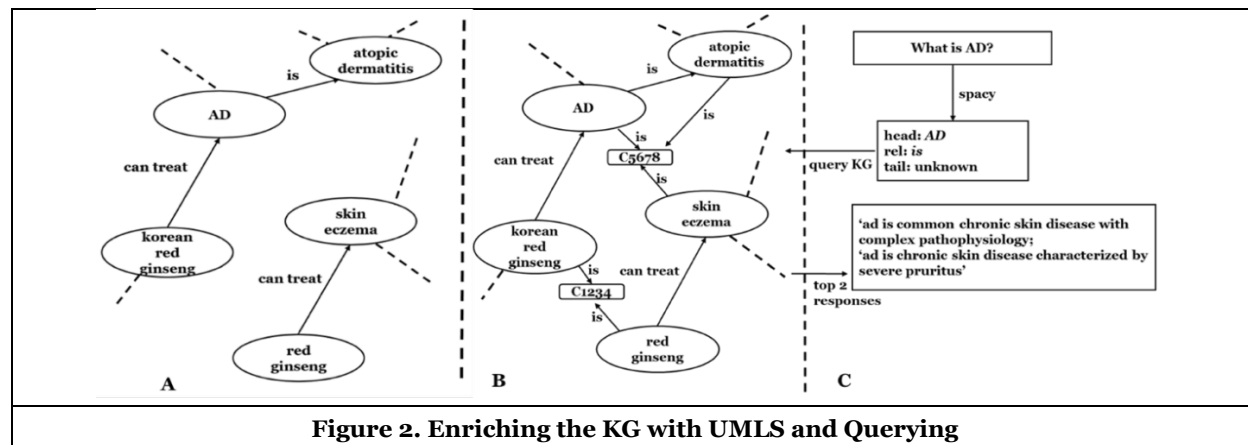 atopic
dermatitis
is
AD
can treat
skin
eczema
korean
red
ginseng
can treat
red
ginseng
A
atopic
dermatitis
is
AD
is
is
C5678
can treat
is
skin
eczema
korean
red
ginseng
is
can treat
C1234
is
red
ginseng
B
What is AD?
spacy
head: AD
rel: is
tail: unknown
query KG
'ad is common chronic skin disease with
complex pathophysiology;
'ad is chronic skin disease characterized by
severe pruritus'
top 2
responses
C
Figure 2. Enriching the KG with UMLS and Querying